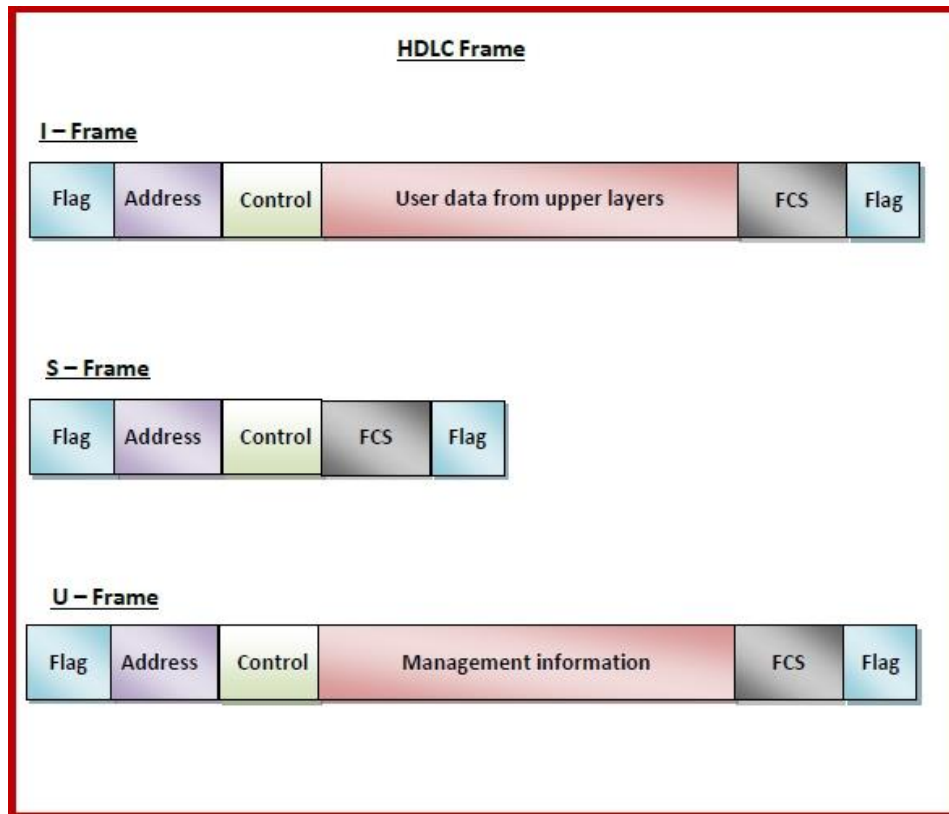 HDLC Frame
I – Frame
Flag Address Control User data from upper layers FCS Flag
S – Frame
Flag Address Control FCS Flag
U – Frame
Flag Address Control Management information FCS Flag